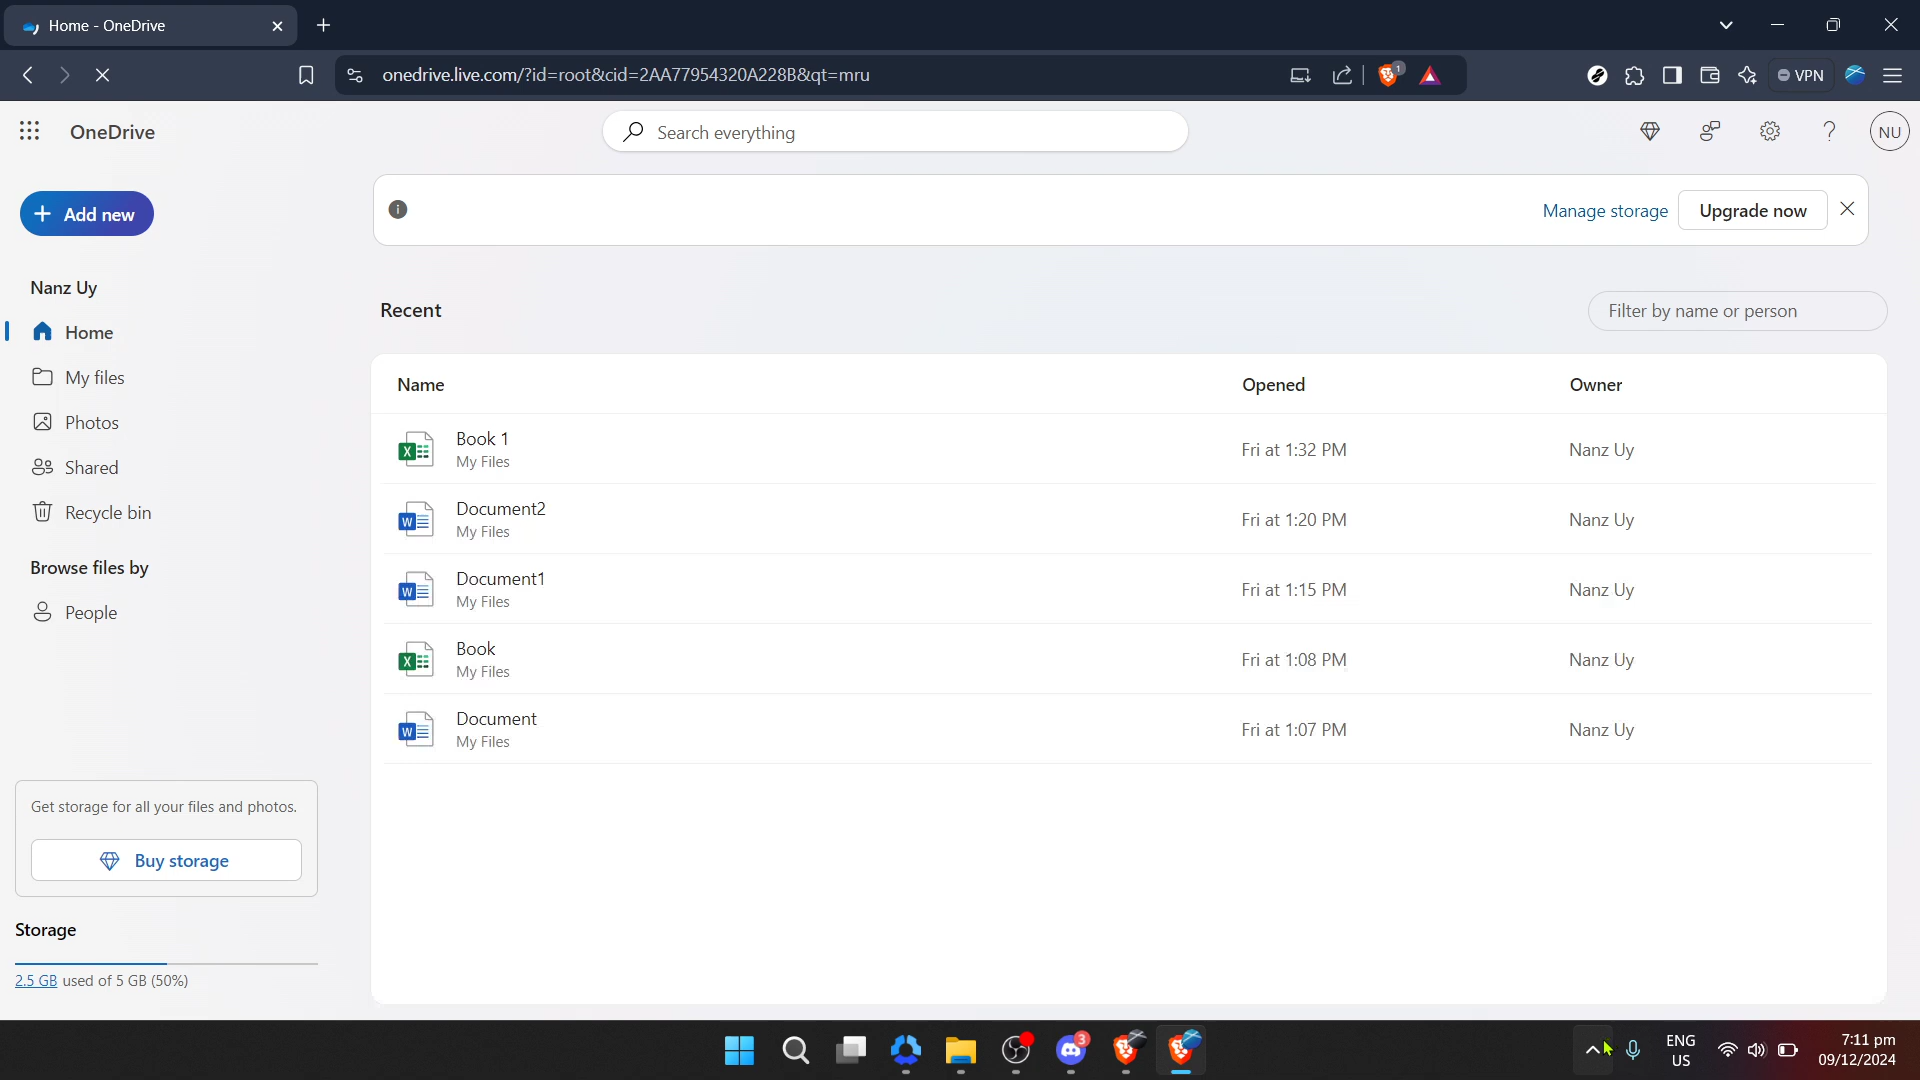 Home - OneDrive
onedrive.live.com/?id=root&cid=2AA77954320A228B&qt=mru
1
VPN
OneDrive
Search everything
NU
Add new
Manage storage
Upgrade now
Nanz Uy
Home
My files
Photos
Shared
Recycle bin
Browse files by
People
Get storage for all your files and photos.
Buy storage
Storage
2.5 GB used of 5 GB (50%)
Recent
Filter by name or person
Name Opened Owner
Book 1
My Files
Fri at 1:32 PM Nanz Uy
Document2
My Files
Fri at 1:20 PM Nanz Uy
Document1
My Files
Fri at 1:15 PM Nanz Uy
Book
My Files
Fri at 1:08 PM Nanz Uy
Document
My Files
Fri at 1:07 PM Nanz Uy
3
ENG
US
7:11 pm
09/12/2024